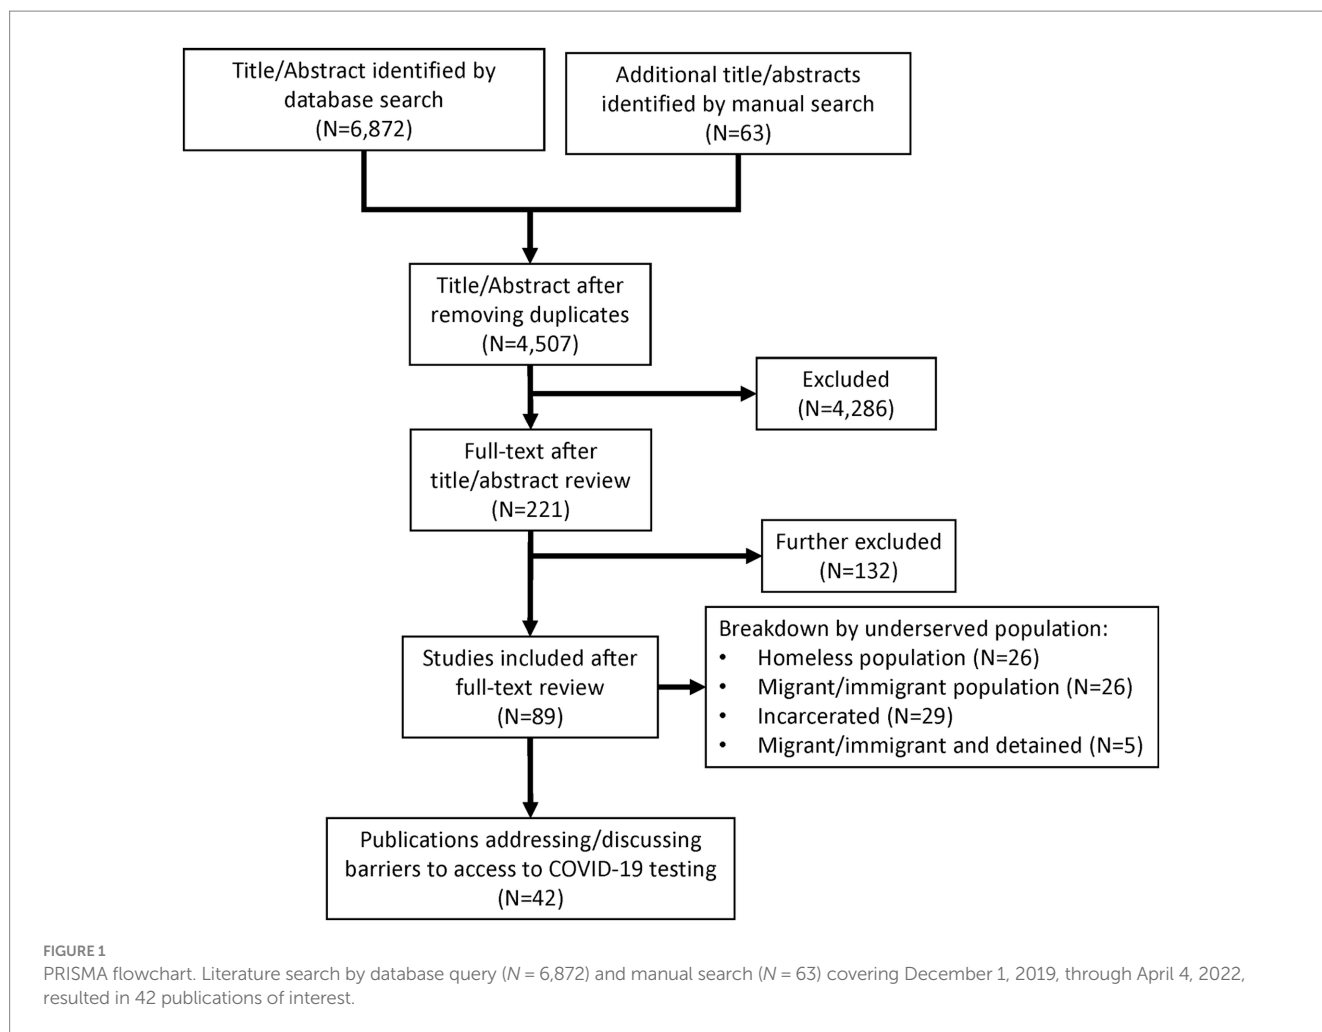 Title/Abstract identified by
database search
(N=6,872)
Additional title/abstracts
identified by manual search
(N=63)
Title/Abstract after
removing duplicates
(N=4,507)
Excluded
(N=4,286)
Full-text after
title/abstract review
(N=221)
Further excluded
(N=132)
Studies included after
full-text review
(N=89)
Breakdown by underserved population:
• Homeless population (N=26)
• Migrant/immigrant population (N=26)
• Incarcerated (N=29)
• Migrant/immigrant and detained (N=5)
Publications addressing/discussing
barriers to access to COVID-19 testing
(N=42)
FIGURE 1
PRISMA flowchart. Literature search by database query (N = 6,872) and manual search (N = 63) covering December 1, 2019, through April 4, 2022,
resulted in 42 publications of interest.